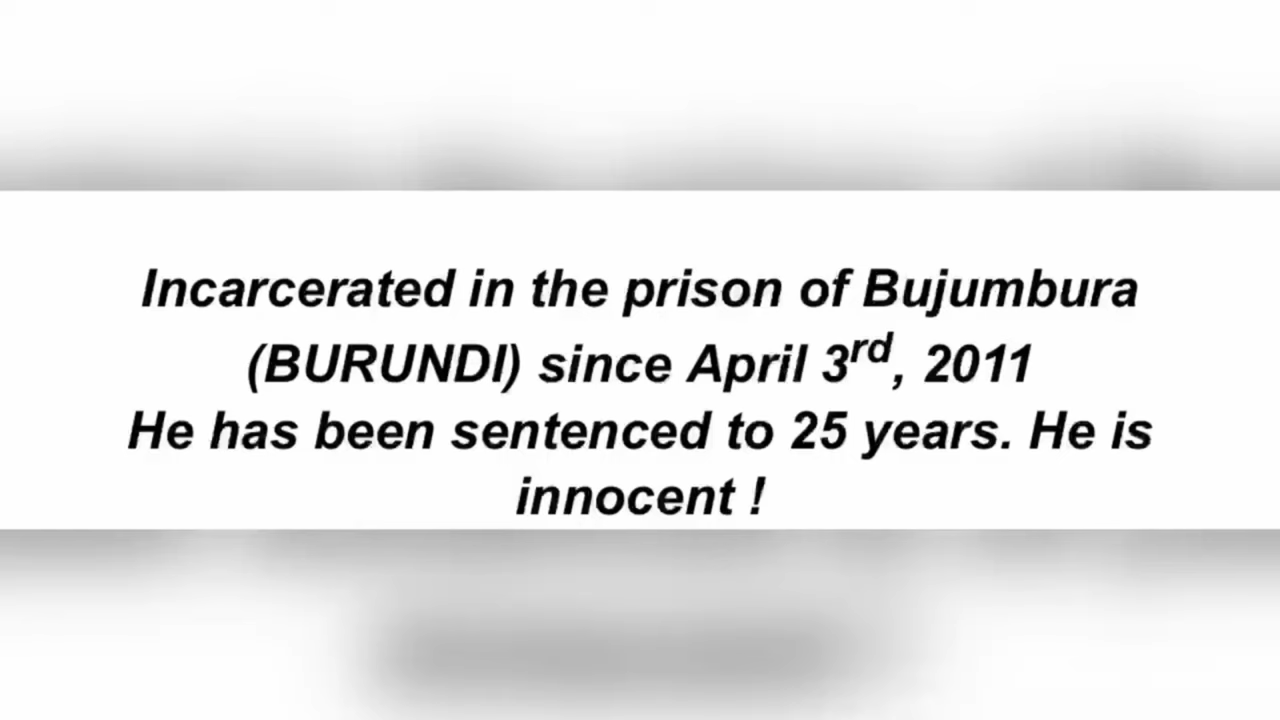 Incarcerated in the prison of Bujumbura
(BURUNDI) since April 3rd, 2011
He has been sentenced to 25 years. He is
innocent !